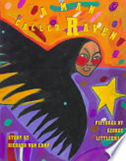 A MAN
CALLED RAVEN
PICTURES BY
GEORGE
LITTLECHILD
STORY BY
RICHARD VAN CAMP